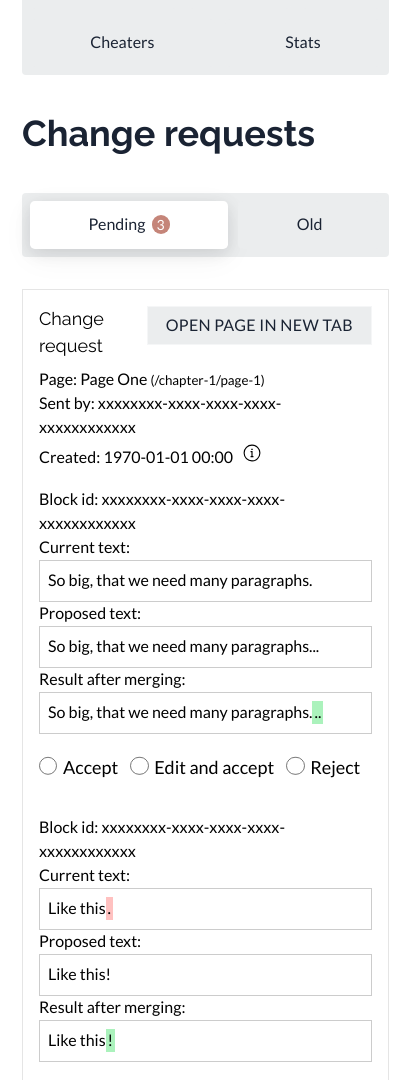 Cheaters Stats
Change requests
Pending 3 Old
Change
request
OPEN PAGE IN NEW TAB
Page: Page One (/chapter-1/page-1)
Sent by: xxxxxxxx-xxxx-xxxx-xxxx-
xxxxxxxxxxxx
Created: 1970-01-01 00:00
Block id: xxxxxxxx-xxxx-xxxx-xxxx-
xxxxxxxxxxxx
Current text:
So big, that we need many paragraphs.
Proposed text:
So big, that we need many paragraphs...
Result after merging:
So big, that we need many paragraphs...
Accept Edit and accept Reject
Block id: xxxxxxxx-xxxx-xxxx-xxxx-
xxxxxxxxxxxx
Current text:
Like this.
Proposed text:
Like this!
Result after merging:
Like this!